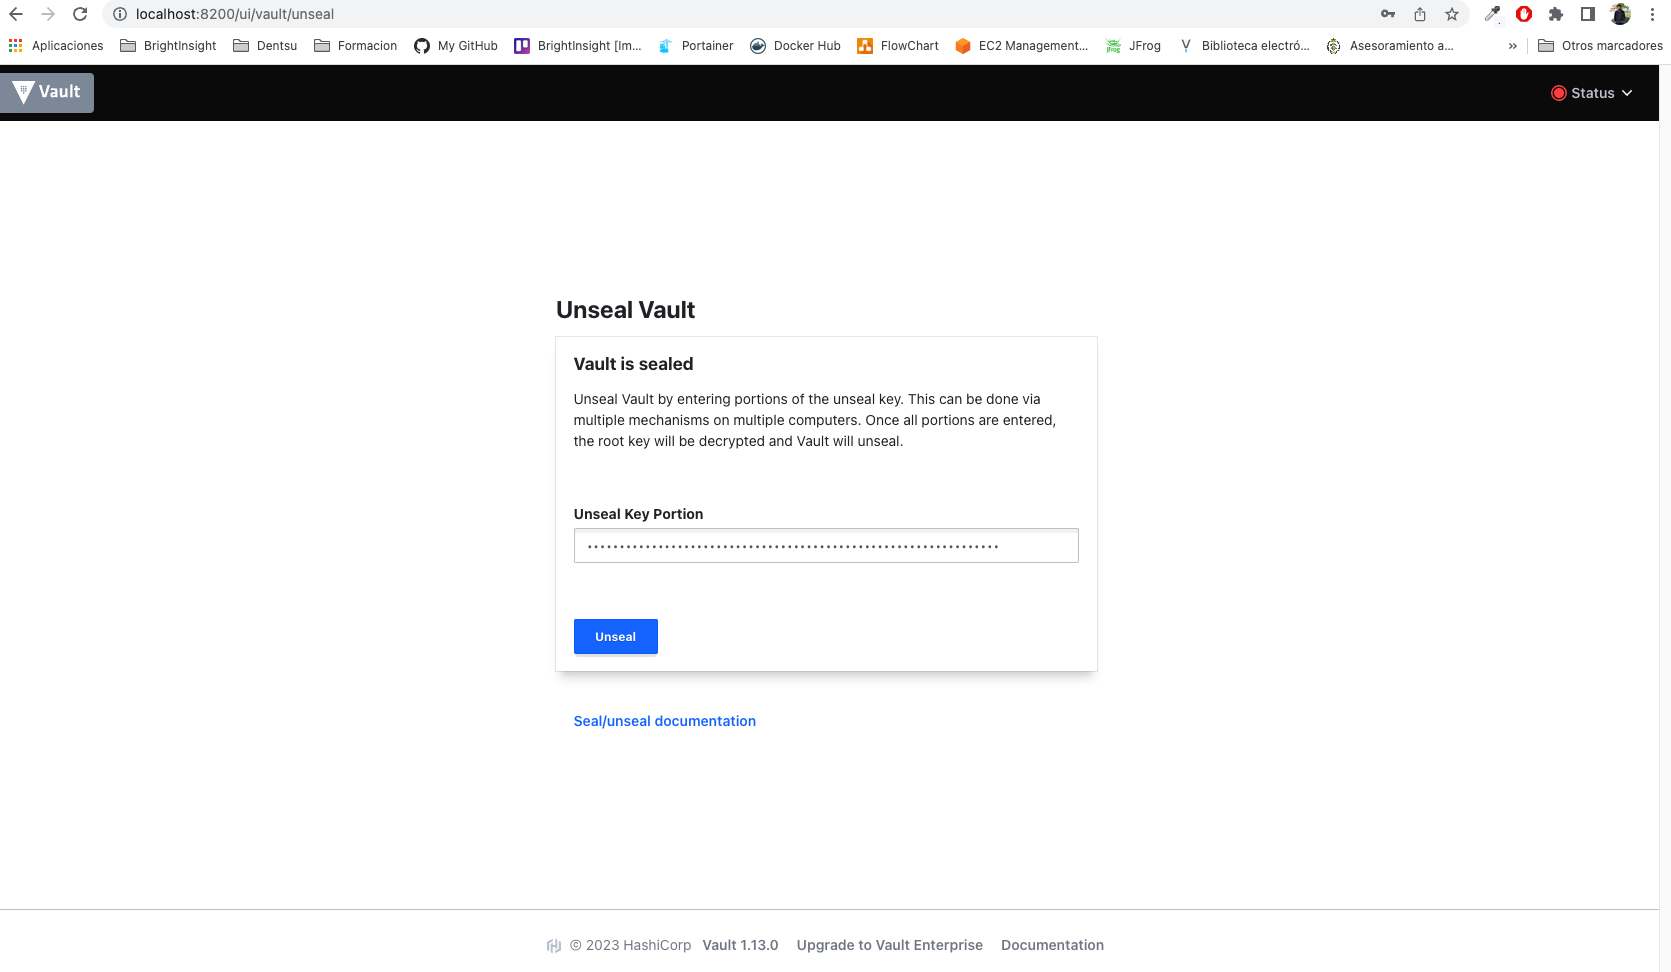 localhost:8200/ui/vault/unseal
Aplicaciones BrightInsight Dentsu Formacion My GitHub BrightInsight [Im... Portainer Docker Hub FlowChart EC2 Management... JFrog Biblioteca electró... Asesoramiento a... » Otros marcadores
Vault Status
Unseal Vault
Vault is sealed
Unseal Vault by entering portions of the unseal key. This can be done via
multiple mechanisms on multiple computers. Once all portions are entered,
the root key will be decrypted and Vault will unseal.
Unseal Key Portion
Unseal
Seal/unseal documentation
© 2023 HashiCorp Vault 1.13.0 Upgrade to Vault Enterprise Documentation